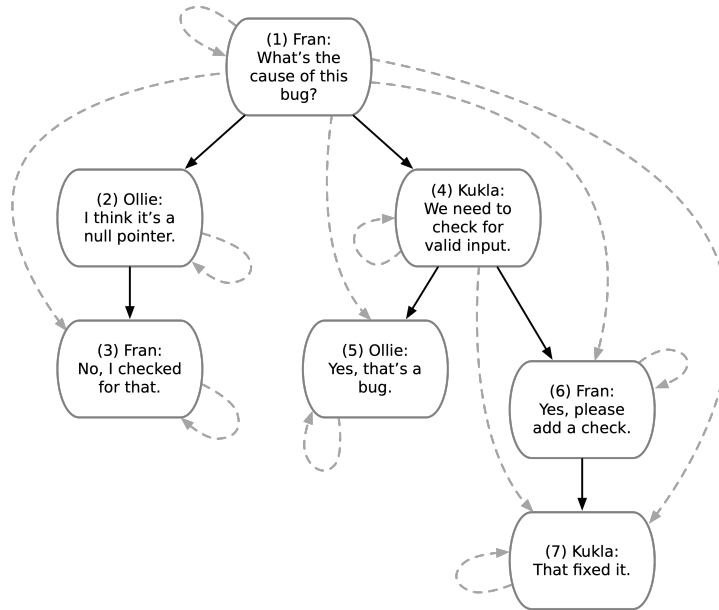 (1) Fran:
What’s the
cause of this
bug?
(2) Ollie:
I think it’s a
null pointer.
(4) Kukla:
We need to
check for
valid input.
(3) Fran:
No, I checked
for that.
(5) Ollie:
Yes, that’s a
bug.
(6) Fran:
Yes, please
add a check.
(7) Kukla:
That fixed it.